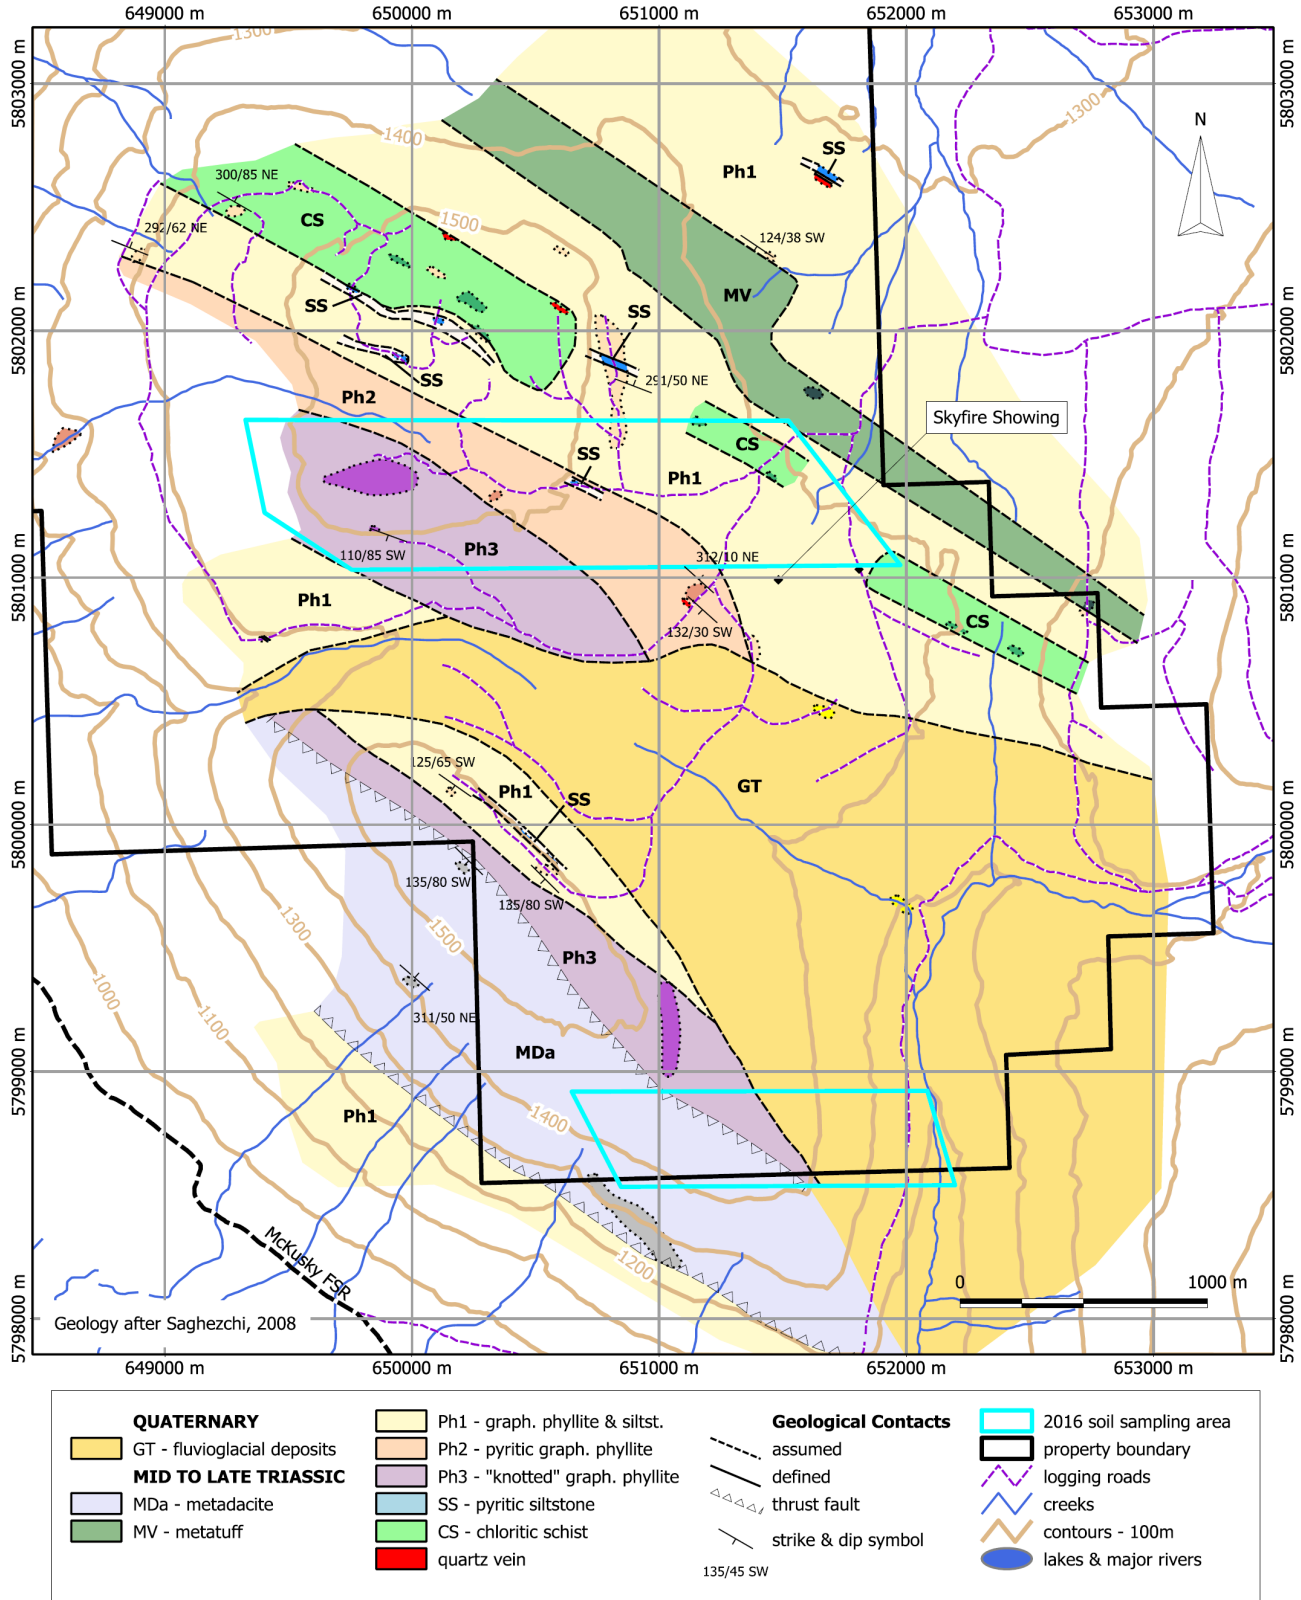 649000 m
650000 m
651000 m
652000 m
653000 m
5803000 m
5803000 m
1300
1400
1300
N
SS
Ph1
300/85 NE
CS
1500
292/62 NE
124/38 SW
MV
SS
SS
5802000 m
5802000 m
SS
291/50 NE
Ph2
Skyfire Showing
CS
SS
Ph1
Ph3
110/85 SW
312/10 NE
5801000 m
5801000 m
Ph1
132/30 SW
CS
125/65 SW
Ph1
SS
GT
5800000 m
5800000 m
135/80 SW
135/80 SW
1300
1500
Ph3
1000
1100
311/50 NE
MDa
5799000 m
5799000 m
Ph1
1400
McKusky FSR
1200
0
1000 m
Geology after Saghezchi, 2008
5798000 m
5798000 m
649000 m
650000 m
651000 m
652000 m
653000 m
QUATERNARY
GT - fluvioglacial deposits
MID TO LATE TRIASSIC
MDa - metadacite
MV - metatuff
Ph1 - graph. phyllite & siltst.
Ph2 - pyritic graph. phyllite
Ph3 - "knotted" graph. phyllite
SS - pyritic siltstone
CS - chloritic schist
quartz vein
Geological Contacts
assumed
defined
thrust fault
strike & dip symbol
135/45 SW
2016 soil sampling area
property boundary
logging roads
creeks
contours - 100m
lakes & major rivers